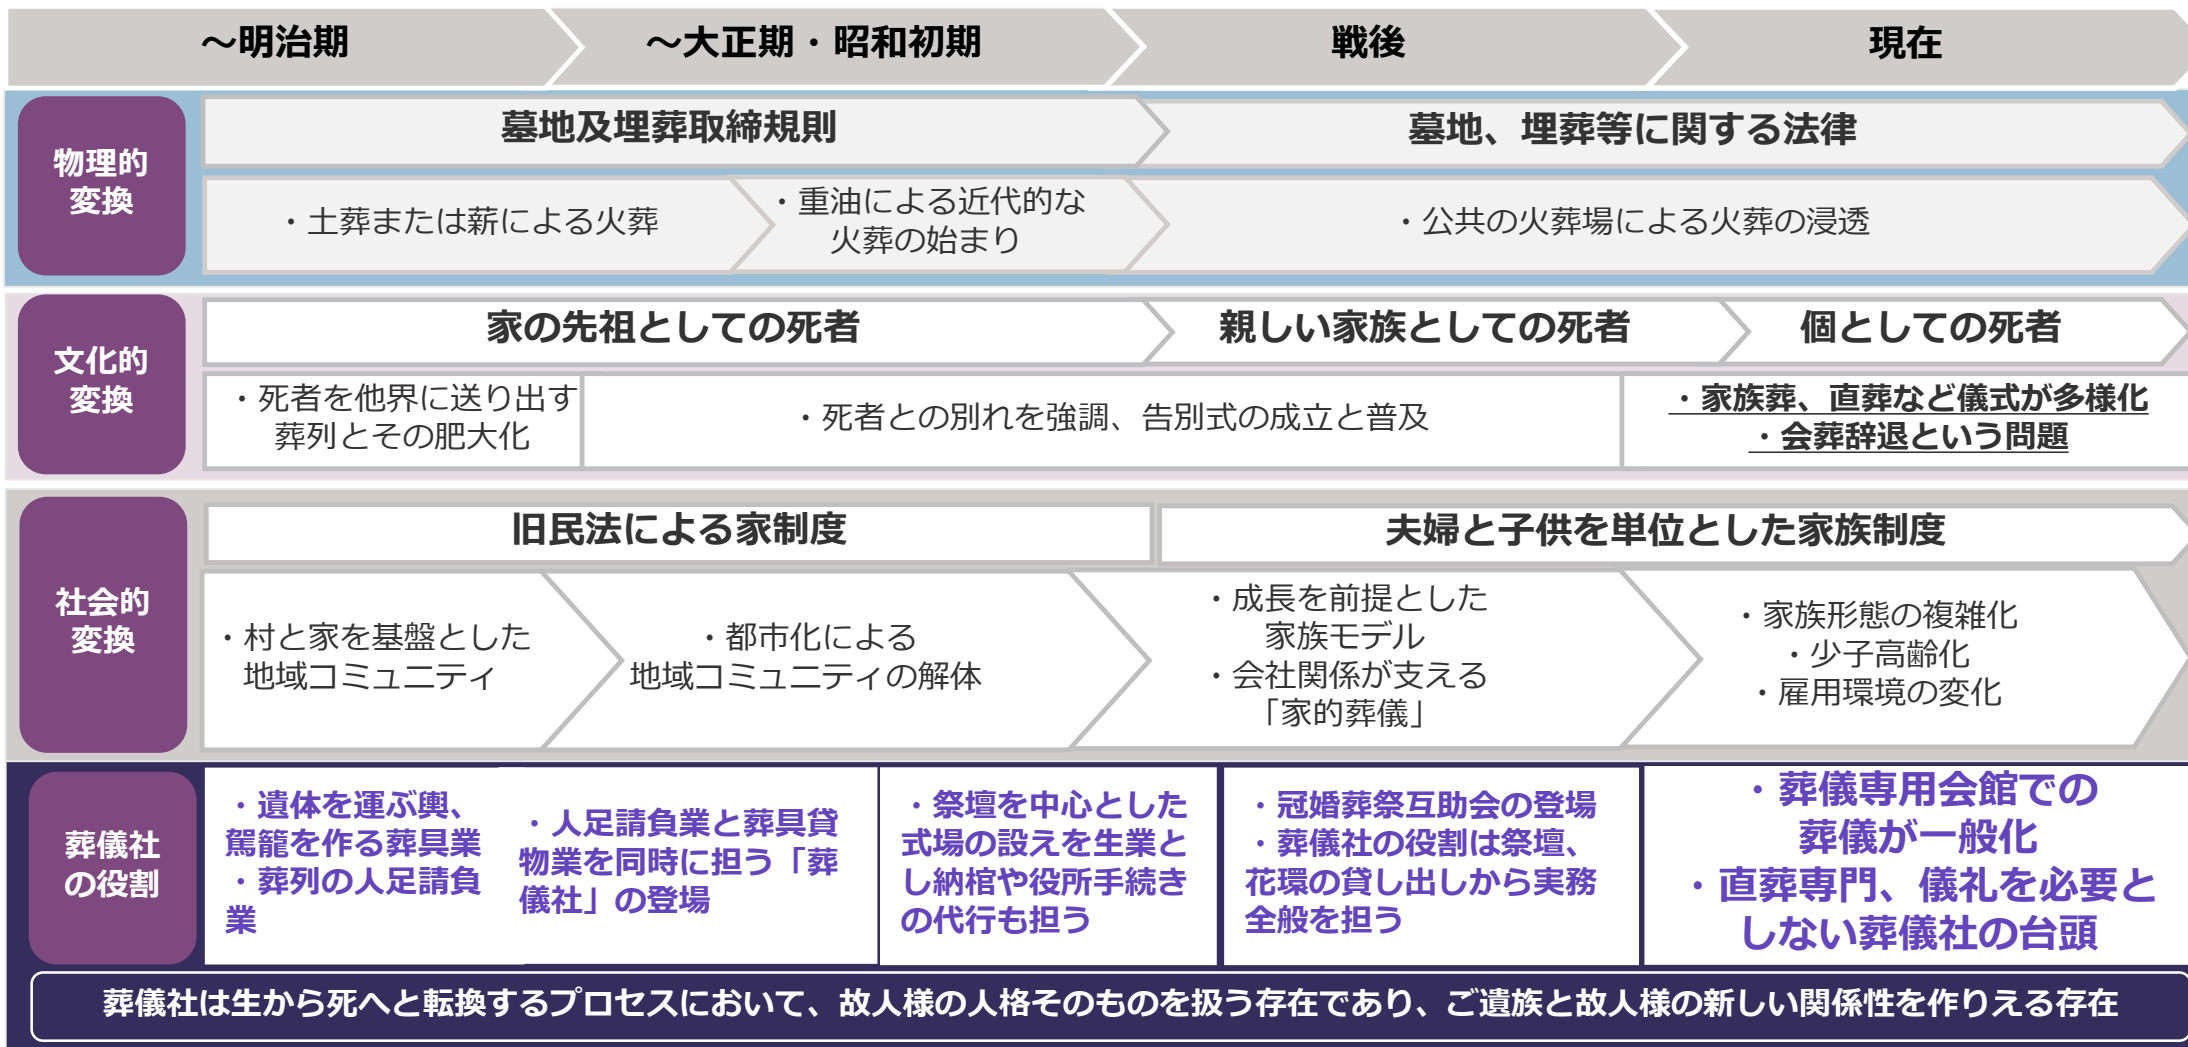 ～明治期
～大正期・昭和初期
戦後
現在
物理的
変換
墓地及埋葬取締規則
墓地、埋葬等に関する法律
・土葬または薪による火葬
・重油による近代的な
火葬の始まり
・公共の火葬場による火葬の浸透
文化的
変換
家の先祖としての死者
親しい家族としての死者
個としての死者
・死者を他界に送り出す
葬列とその肥大化
・死者との別れを強調、告別式の成立と普及
・家族葬、直葬など儀式が多様化
・会葬辞退という問題
社会的
変換
旧民法による家制度
夫婦と子供を単位とした家族制度
・村と家を基盤とした
地域コミュニティ
・都市化による
地域コミュニティの解体
・成長を前提とした
家族モデル
・会社関係が支える
「家的葬儀」
・家族形態の複雑化
・少子高齢化
・雇用環境の変化
葬儀社
の役割
・遺体を運ぶ輿、
駕籠を作る葬具業
・葬列の人足請負
業
・人足請負業と葬具貸
物業を同時に担う「葬
儀社」の登場
・祭壇を中心とした
式場の設えを生業と
し納棺や役所手続き
の代行も担う
・冠婚葬祭互助会の登場
・葬儀社の役割は祭壇、
花環の貸し出しから実務
全般を担う
・葬儀専用会館での
葬儀が一般化
・直葬専門、儀礼を必要と
しない葬儀社の台頭
葬儀社は生から死へと転換するプロセスにおいて、故人様の人格そのものを扱う存在であり、ご遺族と故人様の新しい関係性を作りえる存在